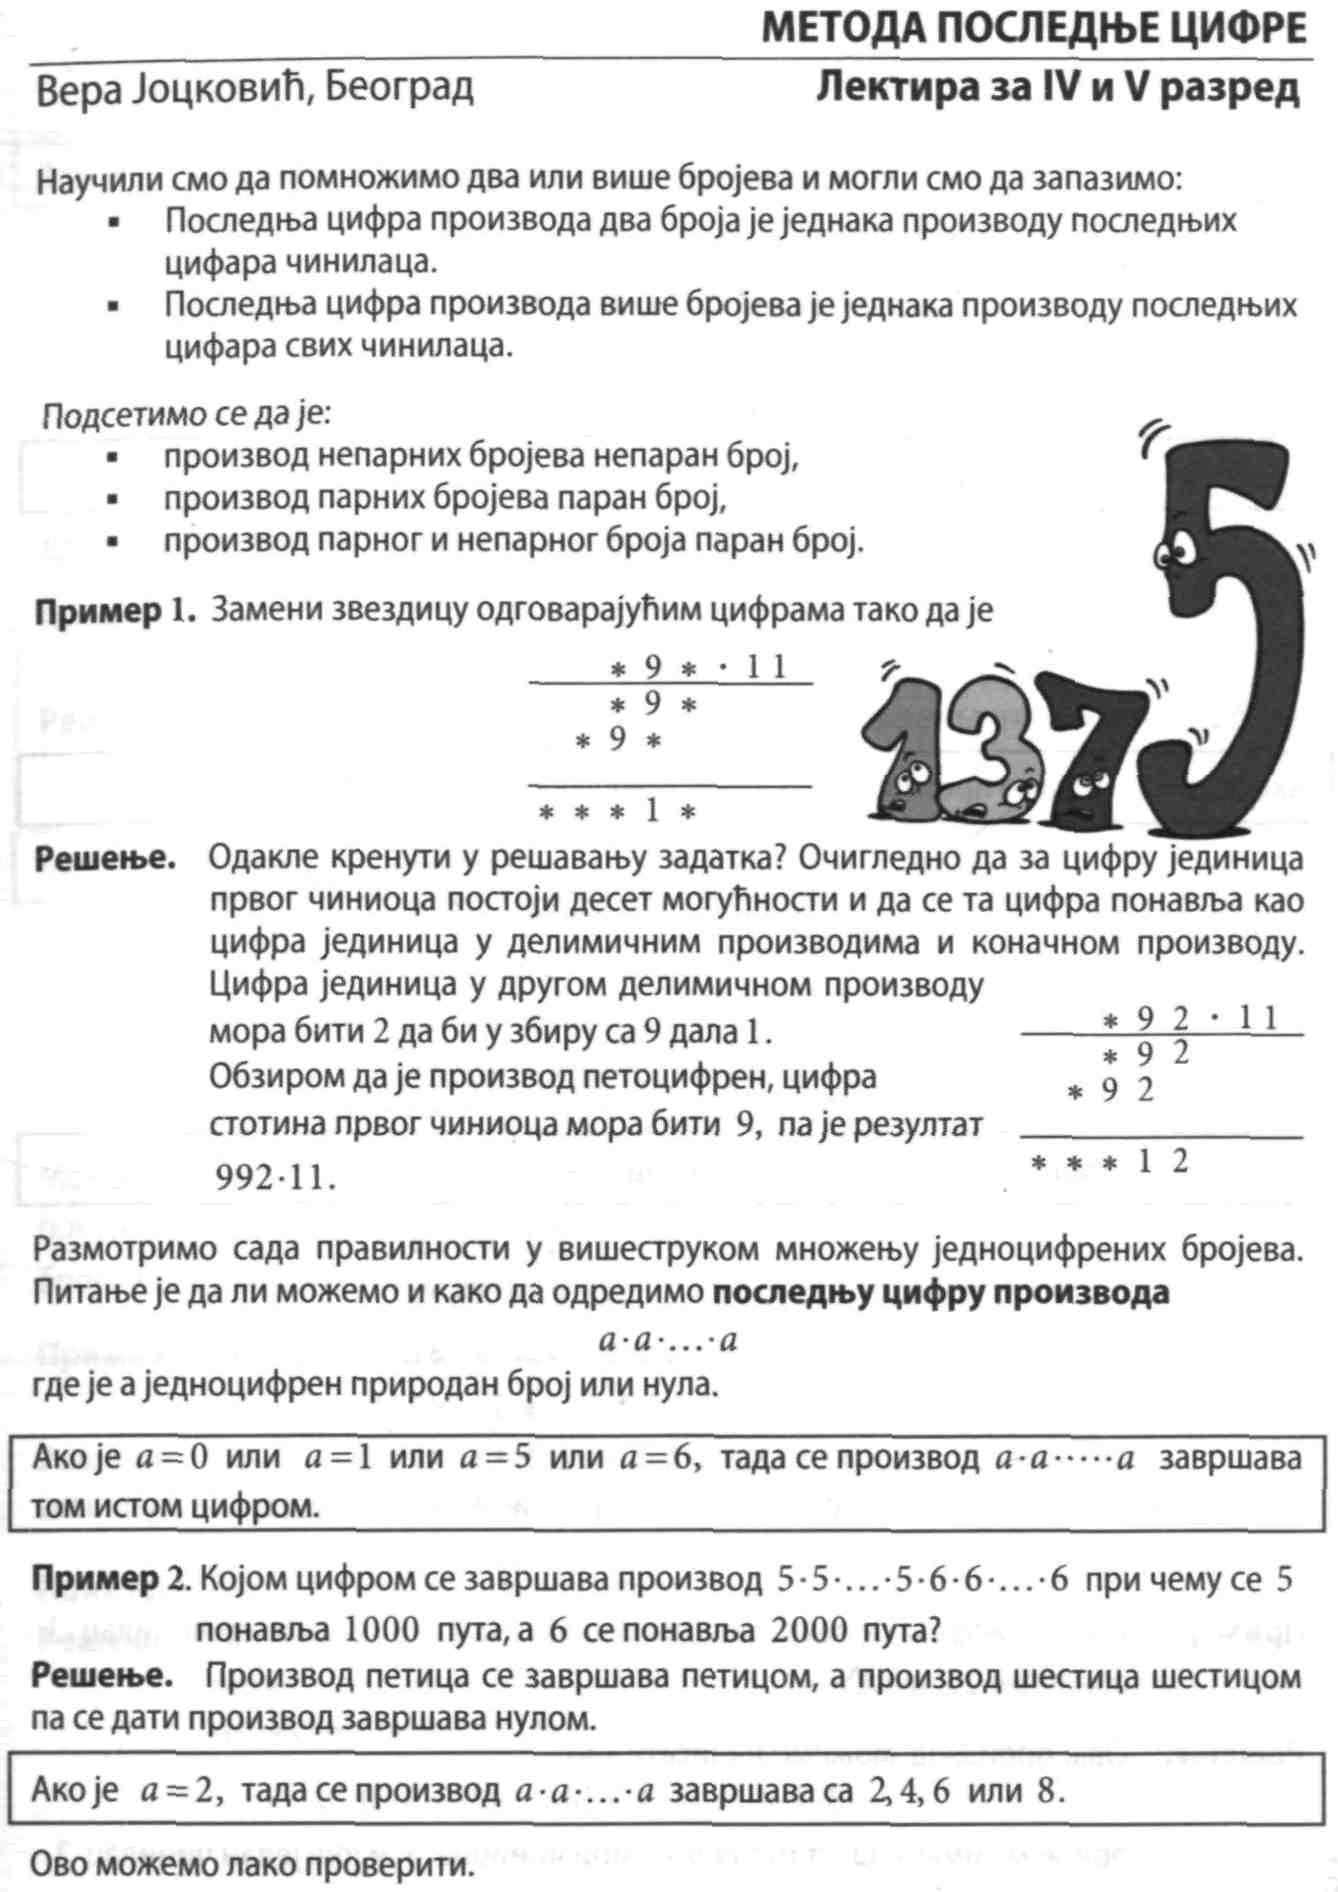 МЕТОДА ПОСЛЕДЊЕ ЦИФРЕ
Вера Јоцковић, Београд Лектира за IV и V разред
Научили смо да помножимо два или више бројева и могли смо да запазимо:
▪ Последња цифра производа два броја је једнака производу последњих
цифара чинилаца.
▪ Последња цифра производа више бројева је једнака производу последњих
цифара свих чинилаца.
Подсетимо се да је:
▪ производ непарних бројева непаран број,
▪ производ парних бројева паран број,
▪ производ парног и непарног броја паран број.
Пример 1. Замени звездицу одговарајућим цифрама тако да је
* 9 * · 1 1
* 9 *
* 9 *
* * * 1 *
1 3 7 5
Решење. Одакле кренути у решавању задатка? Очигледно да за цифру јединица
првог чиниоца постоји десет могућности и да се та цифра понавља као
цифра јединица у делимичним производима и коначном производу.
Цифра јединица у другом делимичном производу
мора бити 2 да би у збиру са 9 дала 1.
Обзиром да је производ петоцифрен, цифра
стотина првог чиниоца мора бити 9, па је резултат
992·11.
* 9 2 · 1 1
* 9 2
* 9 2
* * * 1 2
Размотримо сада правилности у вишеструком множењу једноцифрених бројева.
Питање је да ли можемо и како да одредимо последњу цифру производа
a·a·...·a
где је а једноцифрен природан број или нула.
Ако је a=0 или a=1 или a=5 или a=6, тада се производ a·a·····a завршава
том истом цифром.
Пример 2. Којом цифром се завршава производ 5·5·...·5·6·6·...·6 при чему се 5
понавља 1000 пута, а 6 се понавља 2000 пута?
Решење. Производ петица се завршава петицом, а производ шестица шестицом
па се дати производ завршава нулом.
Ако је a=2, тада се производ a·a·...·a завршава са 2, 4, 6 или 8.
Ово можемо лако проверити.